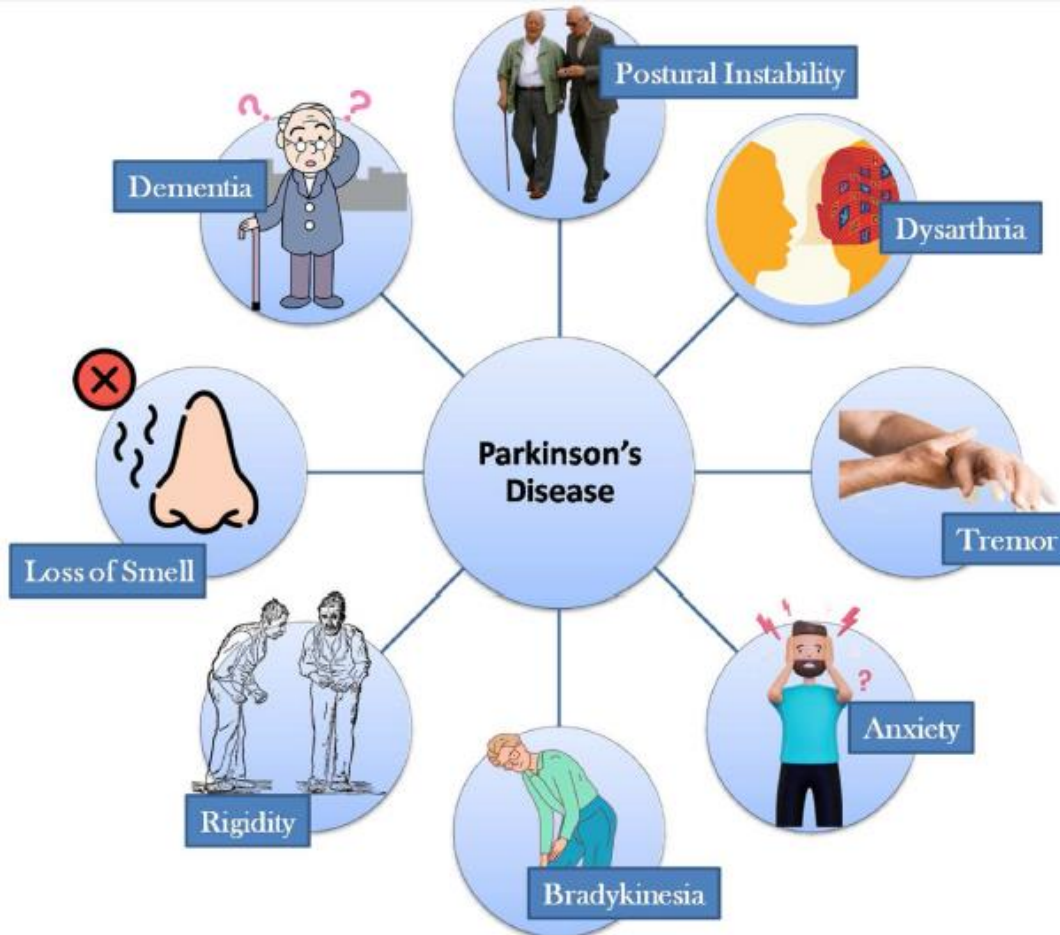 Postural Instability
Dementia
Dysarthria
Parkinson's
Disease
Loss of Smell
Tremor
Rigidity
Anxiety
Bradykinesia